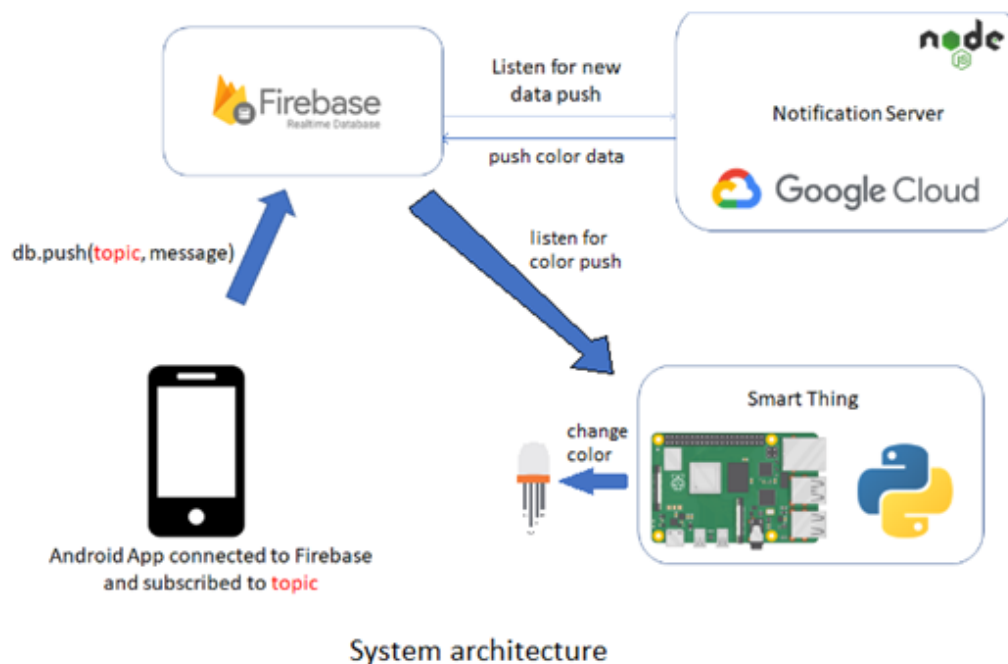 node
JS
Firebase
Realtime Database
Listen for new
data push
push color data
Notification Server
Google Cloud
db.push(topic, message)
listen for
color push
Smart Thing
change
color
Android App connected to Firebase
and subscribed to topic
System architecture